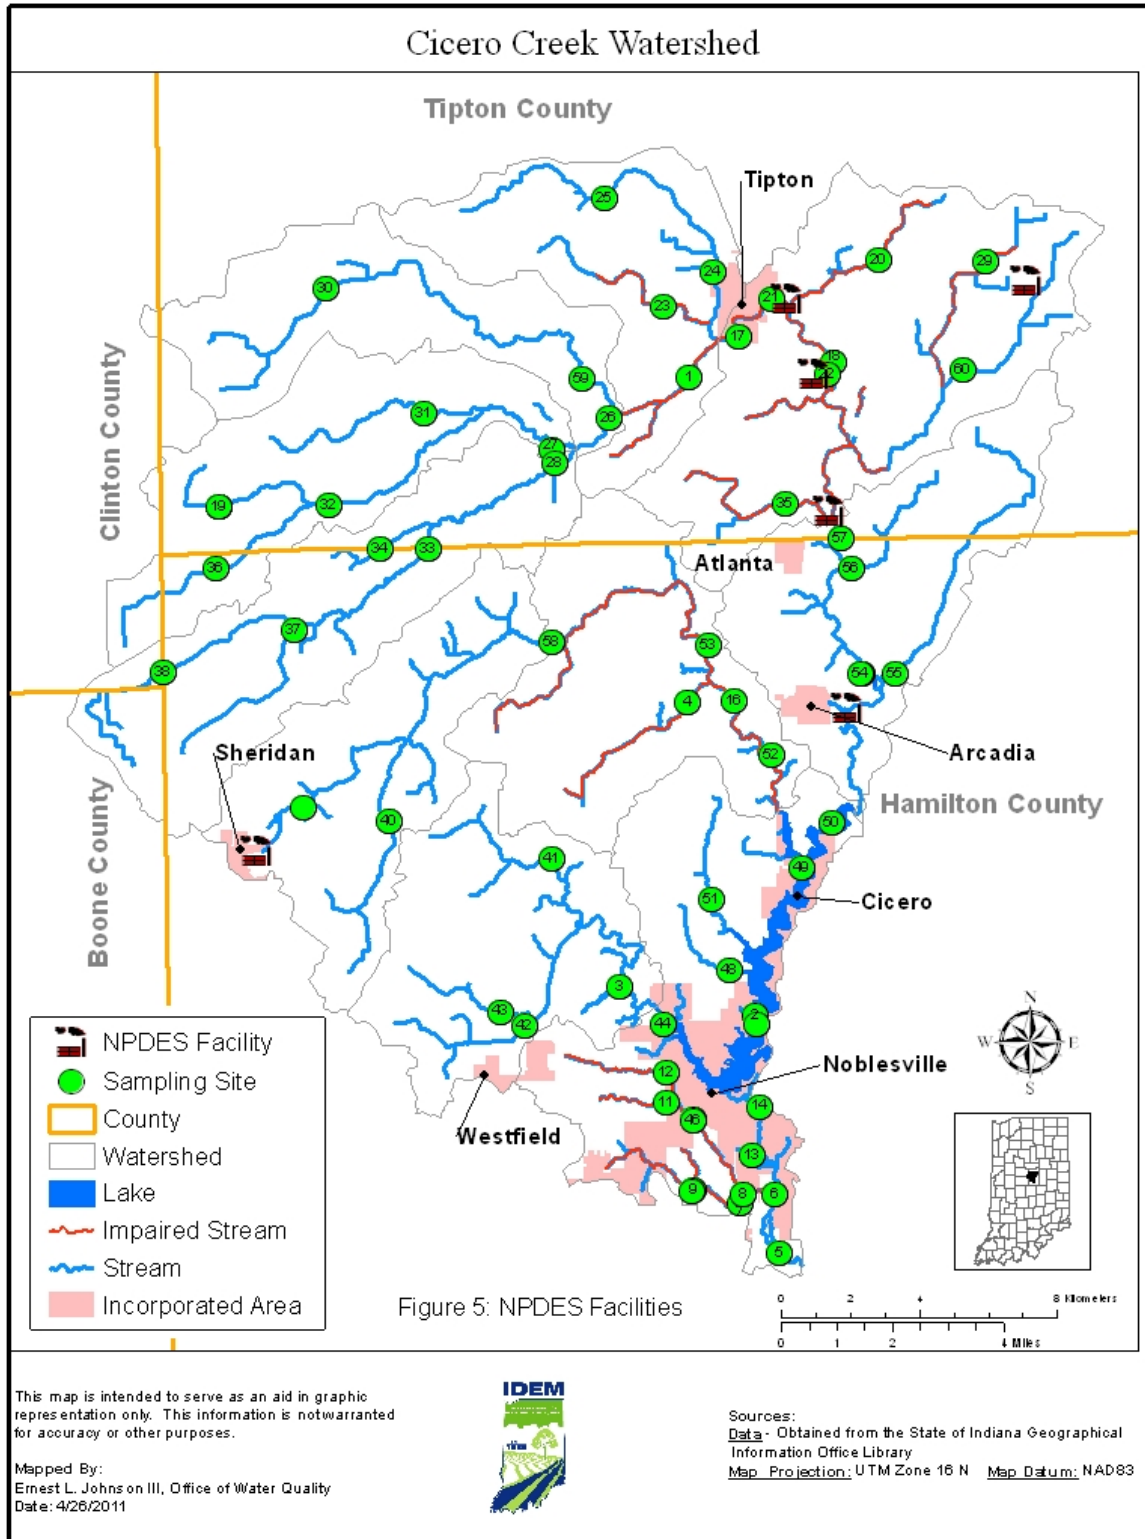 Cicero Creek Watershed
Tipton County
Tipton
25
20
29
24
30
21
23
17
18
22
1
59
60
31
26
27
28
Clinton County
19
32
35
57
34
33
36
Atlanta
56
37
58
53
38
54
55
4
16
Sheridan
52
Arcadia
Hamilton County
40
50
41
49
Boone County
51
Cicero
48
3
43
2
42
44
Noblesville
N
W
E
S
12
11
14
46
Westfield
13
9
8
7
6
5
NPDES Facility
Sampling Site
County
Watershed
Lake
Impaired Stream
Stream
Incorporated Area
Figure 5: NPDES Facilities
0 2 4 8 Kilometers
0 1 2 4 Miles
This map is intended to serve as an aid in graphic
representation only. This information is not warranted
for accuracy or other purposes.
Mapped By:
Ernest L. Johnson III, Office of Water Quality
Date: 4/26/2011
IDEM
Sources:
Data - Obtained from the State of Indiana Geographical
Information Office Library
Map Projection: UTM Zone 16 N Map Datum: NAD83